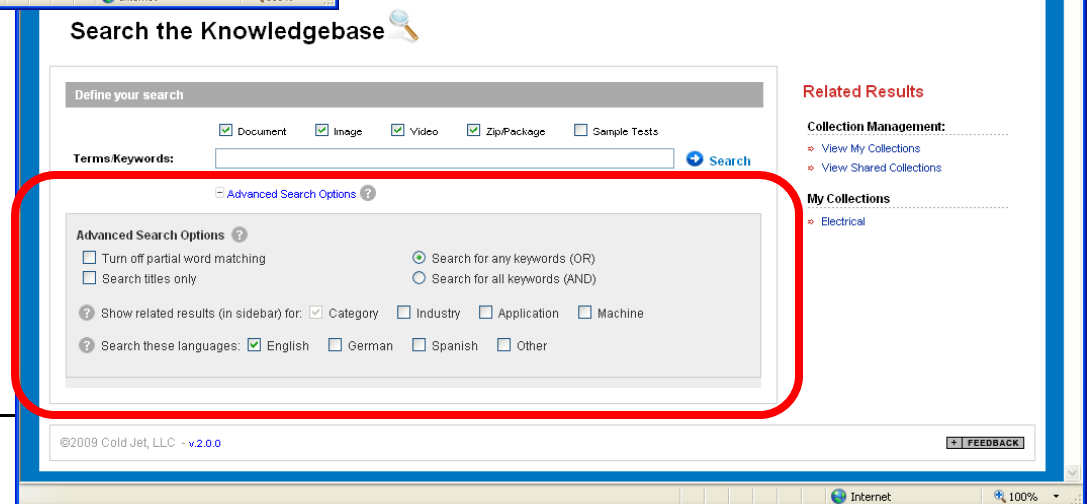 Search the Knowledgebase
Define your search
Document Image Video Zip/Package Sample Tests
Terms/Keywords: Search
Advanced Search Options ?
Advanced Search Options ?
Turn off partial word matching Search for any keywords (OR)
Search titles only Search for all keywords (AND)
? Show related results (in sidebar) for: Category Industry Application Machine
? Search these languages: English German Spanish Other
Related Results
Collection Management:
View My Collections
View Shared Collections
My Collections
Electrical
©2009 Cold Jet, LLC - v.2.0.0
+ FEEDBACK
Internet 100%